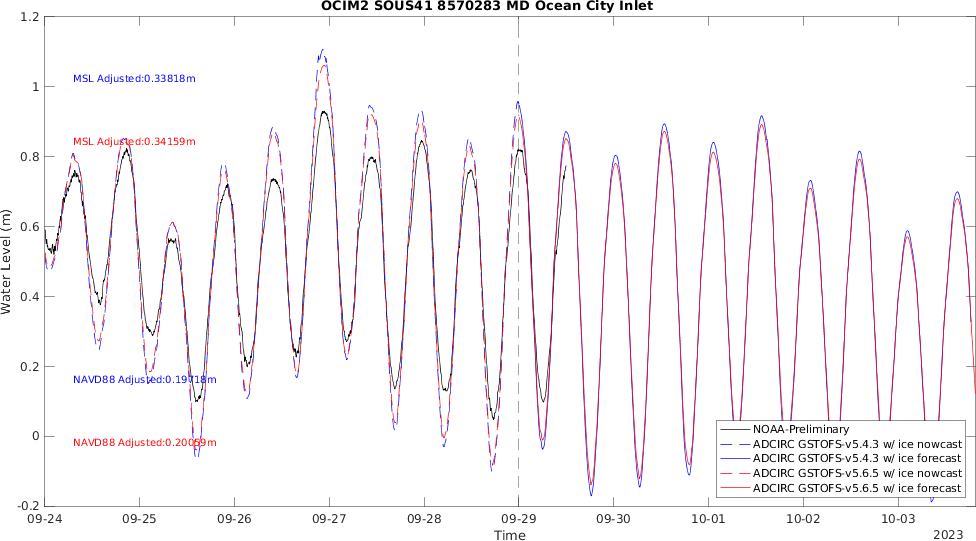 OCIM2 SOUS41 8570283 MD Ocean City Inlet
1.2
1
0.8
0.6
0.4
0.2
0
-0.2
Water Level (m)
MSL Adjusted:0.33818m
MSL Adjusted:0.34159m
NAVD88 Adjusted:0.19718m
NAVD88 Adjusted:0.20059m
NOAA-Preliminary
ADCIRC GSTOFS-v5.4.3 w/ ice nowcast
ADCIRC GSTOFS-v5.4.3 w/ ice forecast
ADCIRC GSTOFS-v5.6.5 w/ ice nowcast
ADCIRC GSTOFS-v5.6.5 w/ ice forecast
09-24 09-25 09-26 09-27 09-28 09-29 09-30 10-01 10-02 10-03
Time
2023